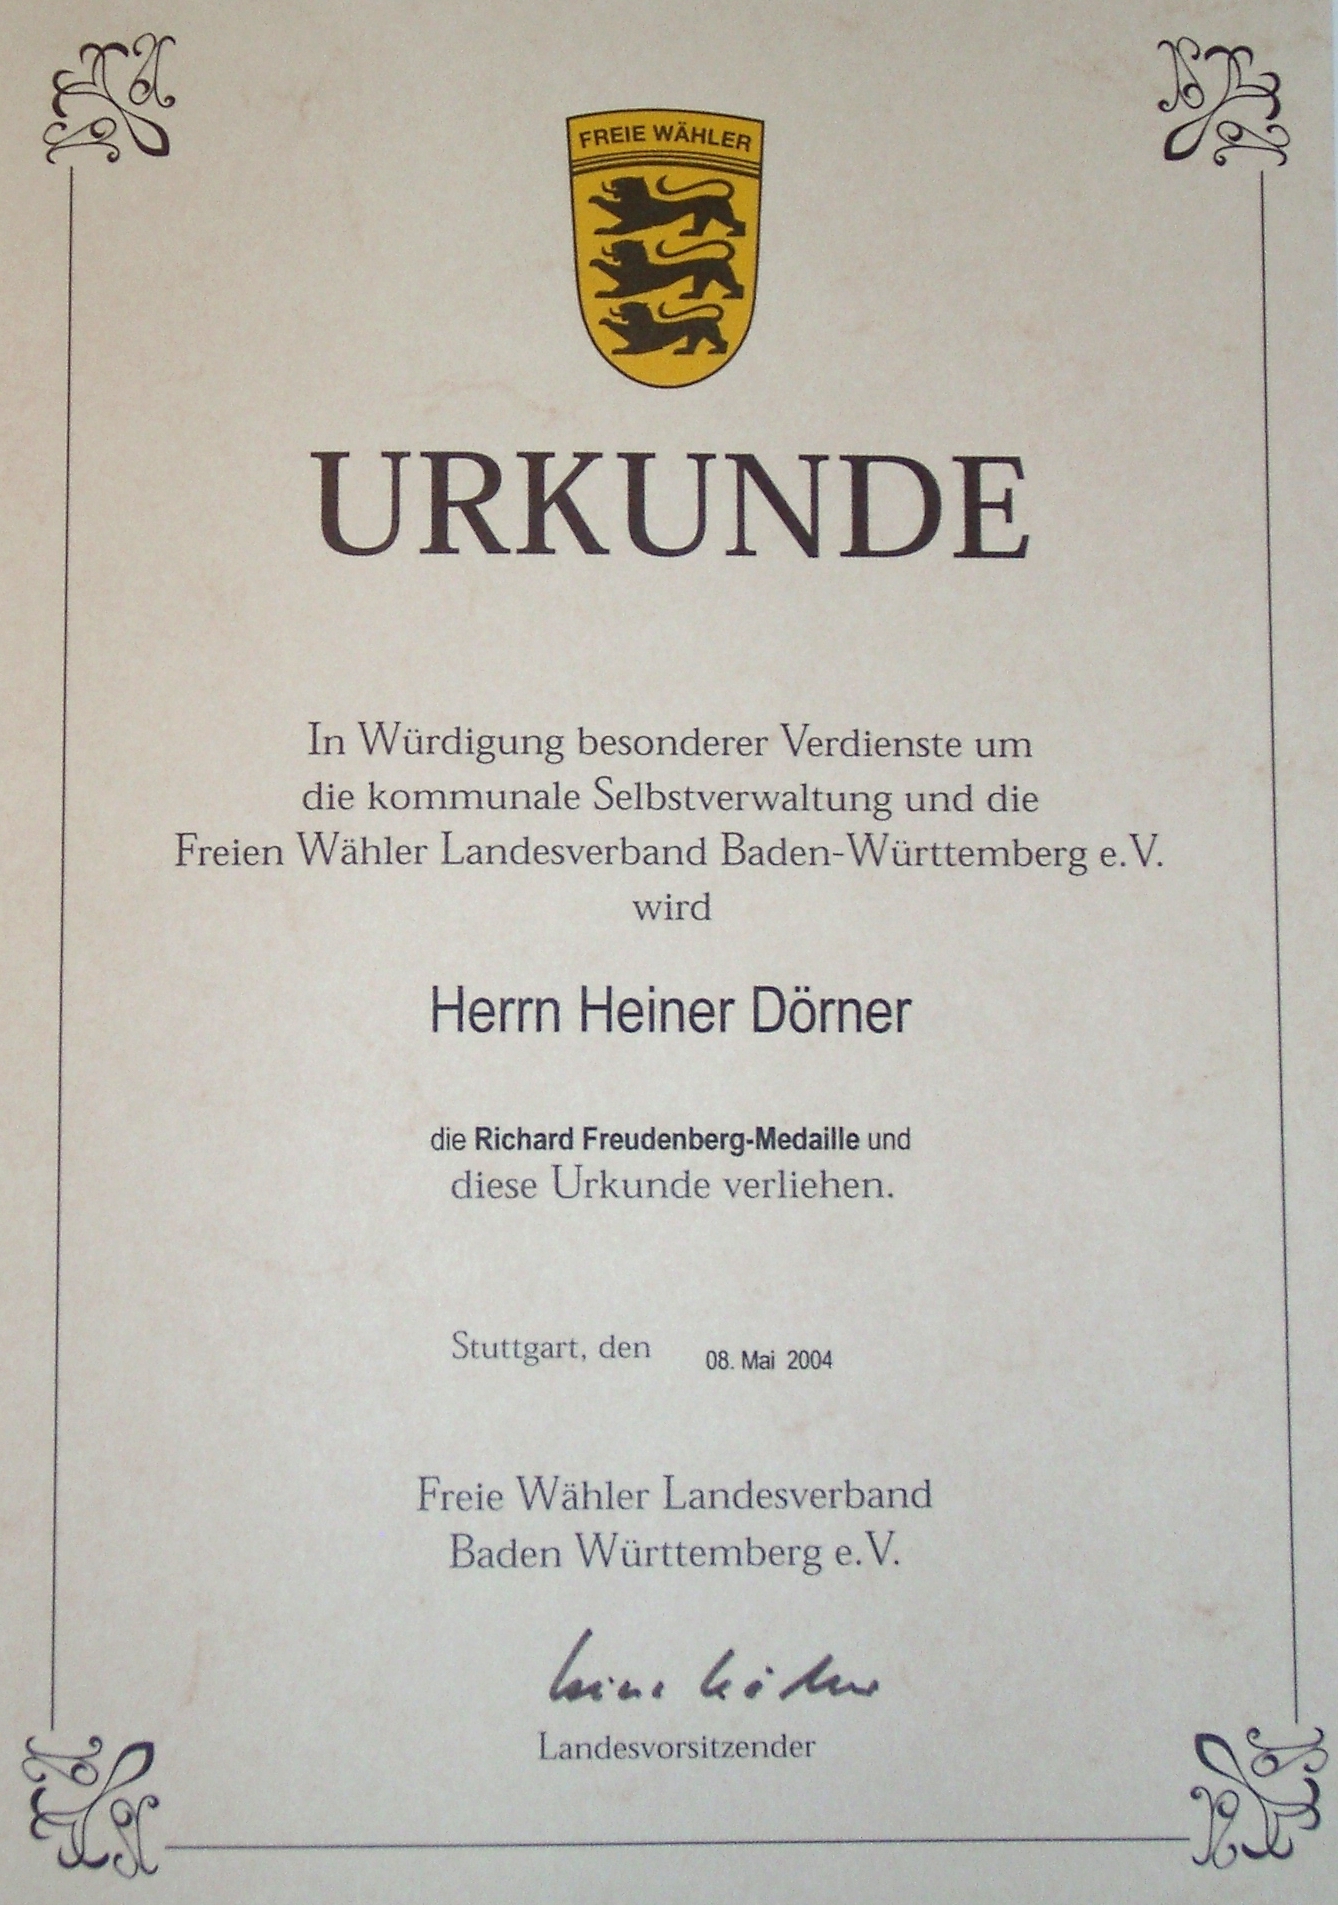 FREIE WÄHLER
URKUNDE
In Würdigung besonderer Verdienste um
die kommunale Selbstverwaltung und die
Freien Wähler Landesverband Baden-Württemberg e.V.
wird
Herrn Heiner Dörner
die Richard Freudenberg-Medaille und
diese Urkunde verliehen.
Stuttgart, den 08. Mai 2004
Freie Wähler Landesverband
Baden Württemberg e.V.
Landesvorsitzender